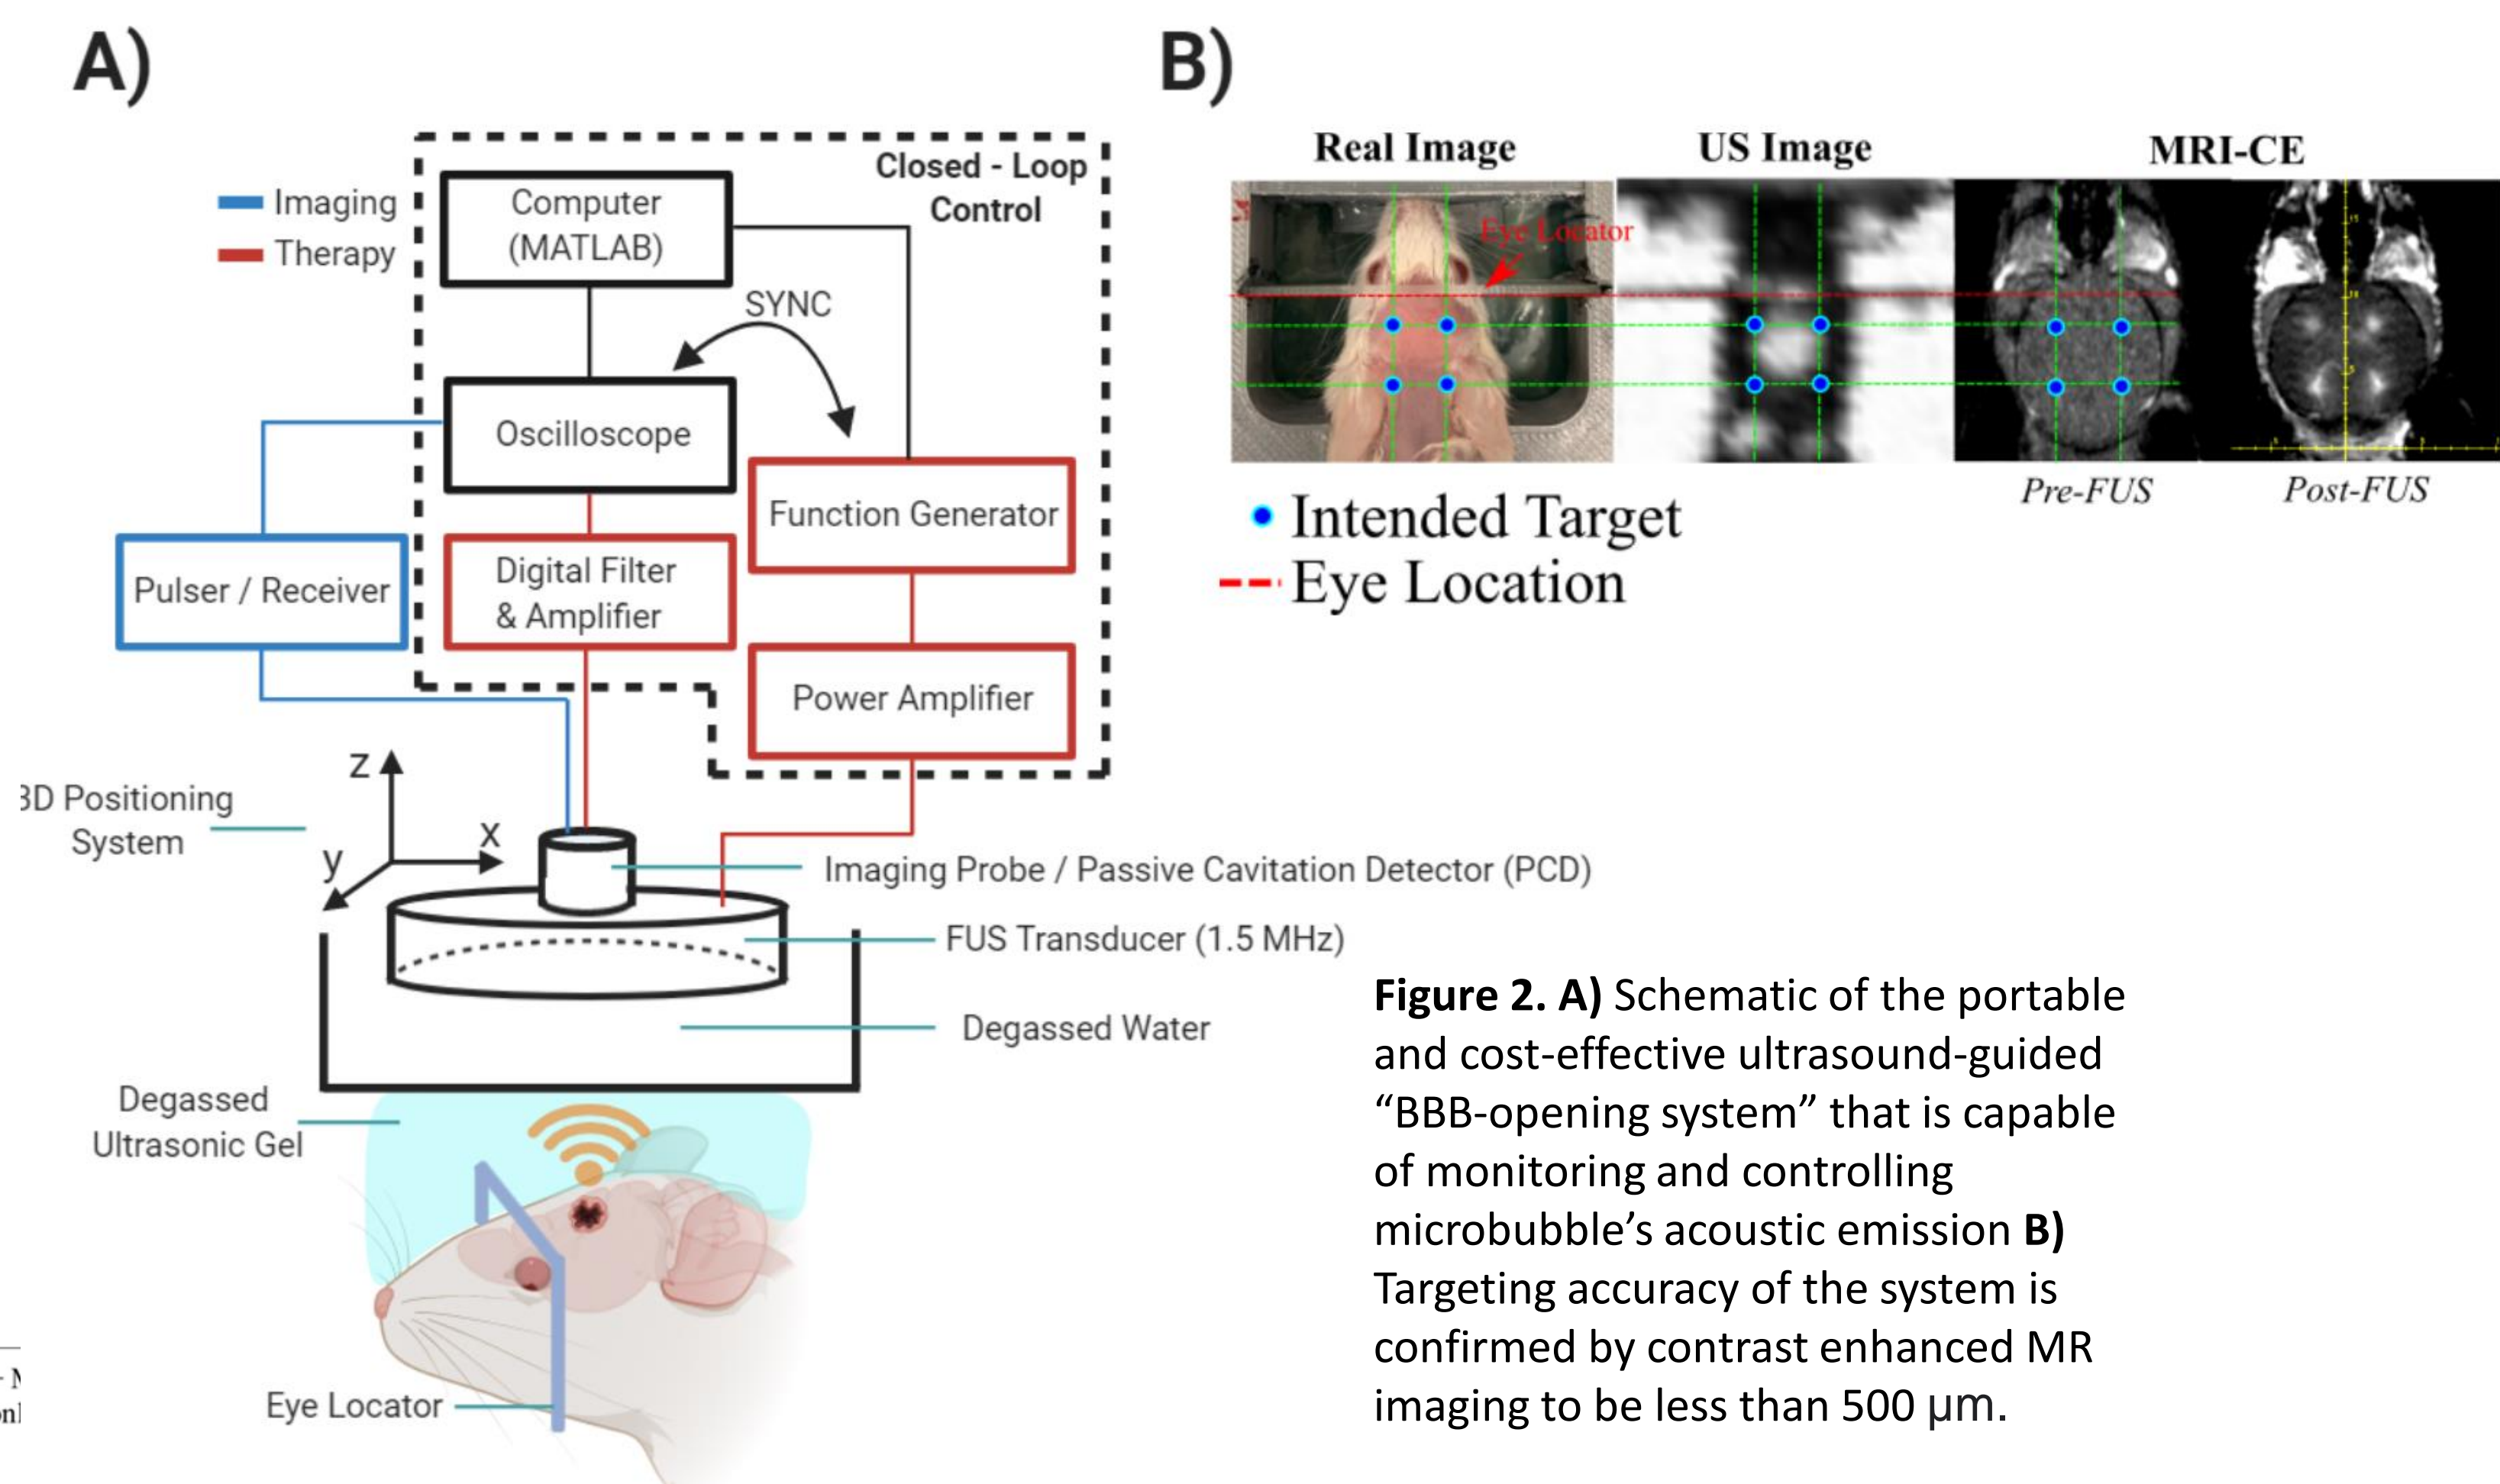 A)
Imaging
Therapy
Closed - Loop
Control
Computer
(MATLAB)
SYNC
Oscilloscope
Function Generator
Pulser / Receiver
Digital Filter
& Amplifier
Power Amplifier
3D Positioning
System
z
x
y
Imaging Probe / Passive Cavitation Detector (PCD)
FUS Transducer (1.5 MHz)
Degassed Water
Degassed
Ultrasonic Gel
Eye Locator
B)
Real Image
US Image
MRI-CE
Eye Locator
Pre-FUS
Post-FUS
Intended Target
Eye Location
Figure 2. A) Schematic of the portable
and cost-effective ultrasound-guided
“BBB-opening system” that is capable
of monitoring and controlling
microbubble’s acoustic emission B)
Targeting accuracy of the system is
confirmed by contrast enhanced MR
imaging to be less than 500 µm.